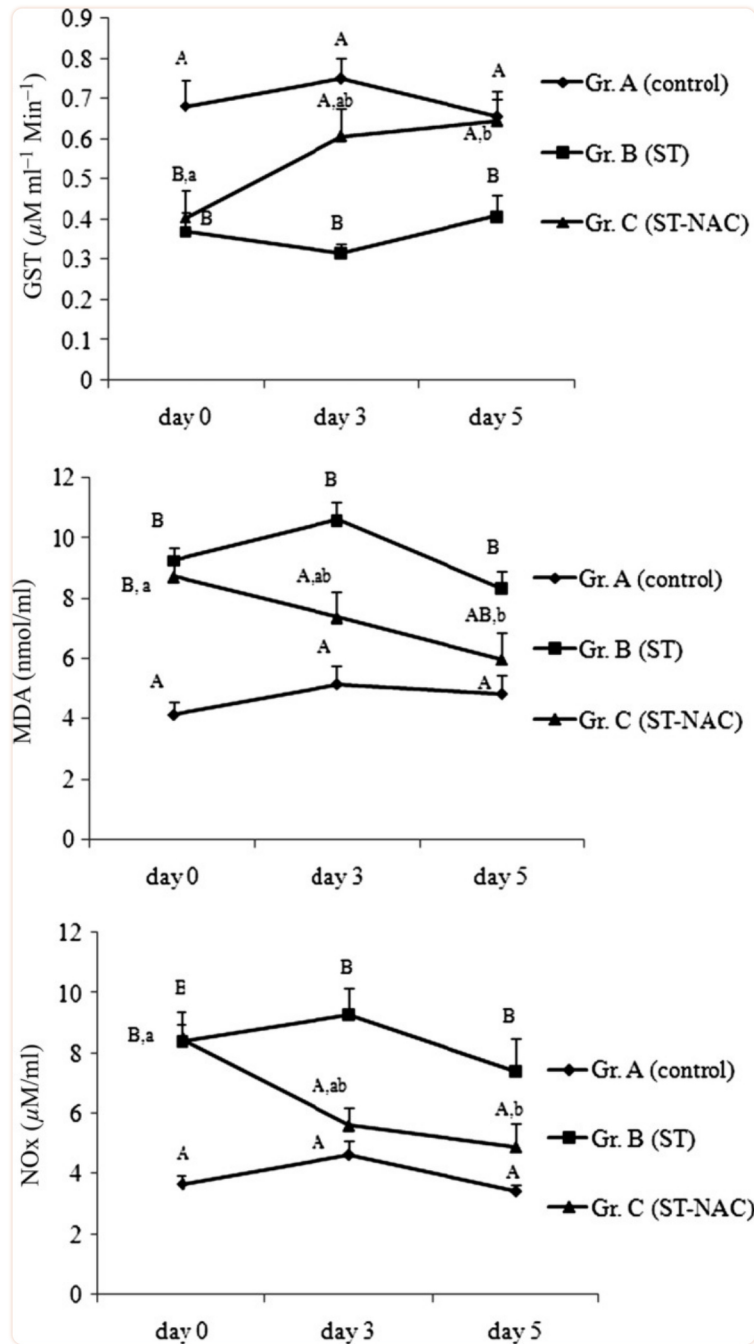 0.9
0.8
0.7
0.6
0.5
0.4
0.3
0.2
0.1
0
GST (µM ml⁻¹ Min⁻¹)
A
A
A
A,ab
A,b
B,a
B
B
B
day 0
day 3
day 5
Gr. A (control)
Gr. B (ST)
Gr. C (ST-NAC)
12
10
8
6
4
2
0
MDA (nmol/ml)
B
B
B
B, a
A,ab
AB,b
A
A
A
day 0
day 3
day 5
Gr. A (control)
Gr. B (ST)
Gr. C (ST-NAC)
12
10
8
6
4
2
0
NOx (µM/ml)
B
B
B
B,a
A,ab
A,b
A
A
A
day 0
day 3
day 5
Gr. A (control)
Gr. B (ST)
Gr. C (ST-NAC)